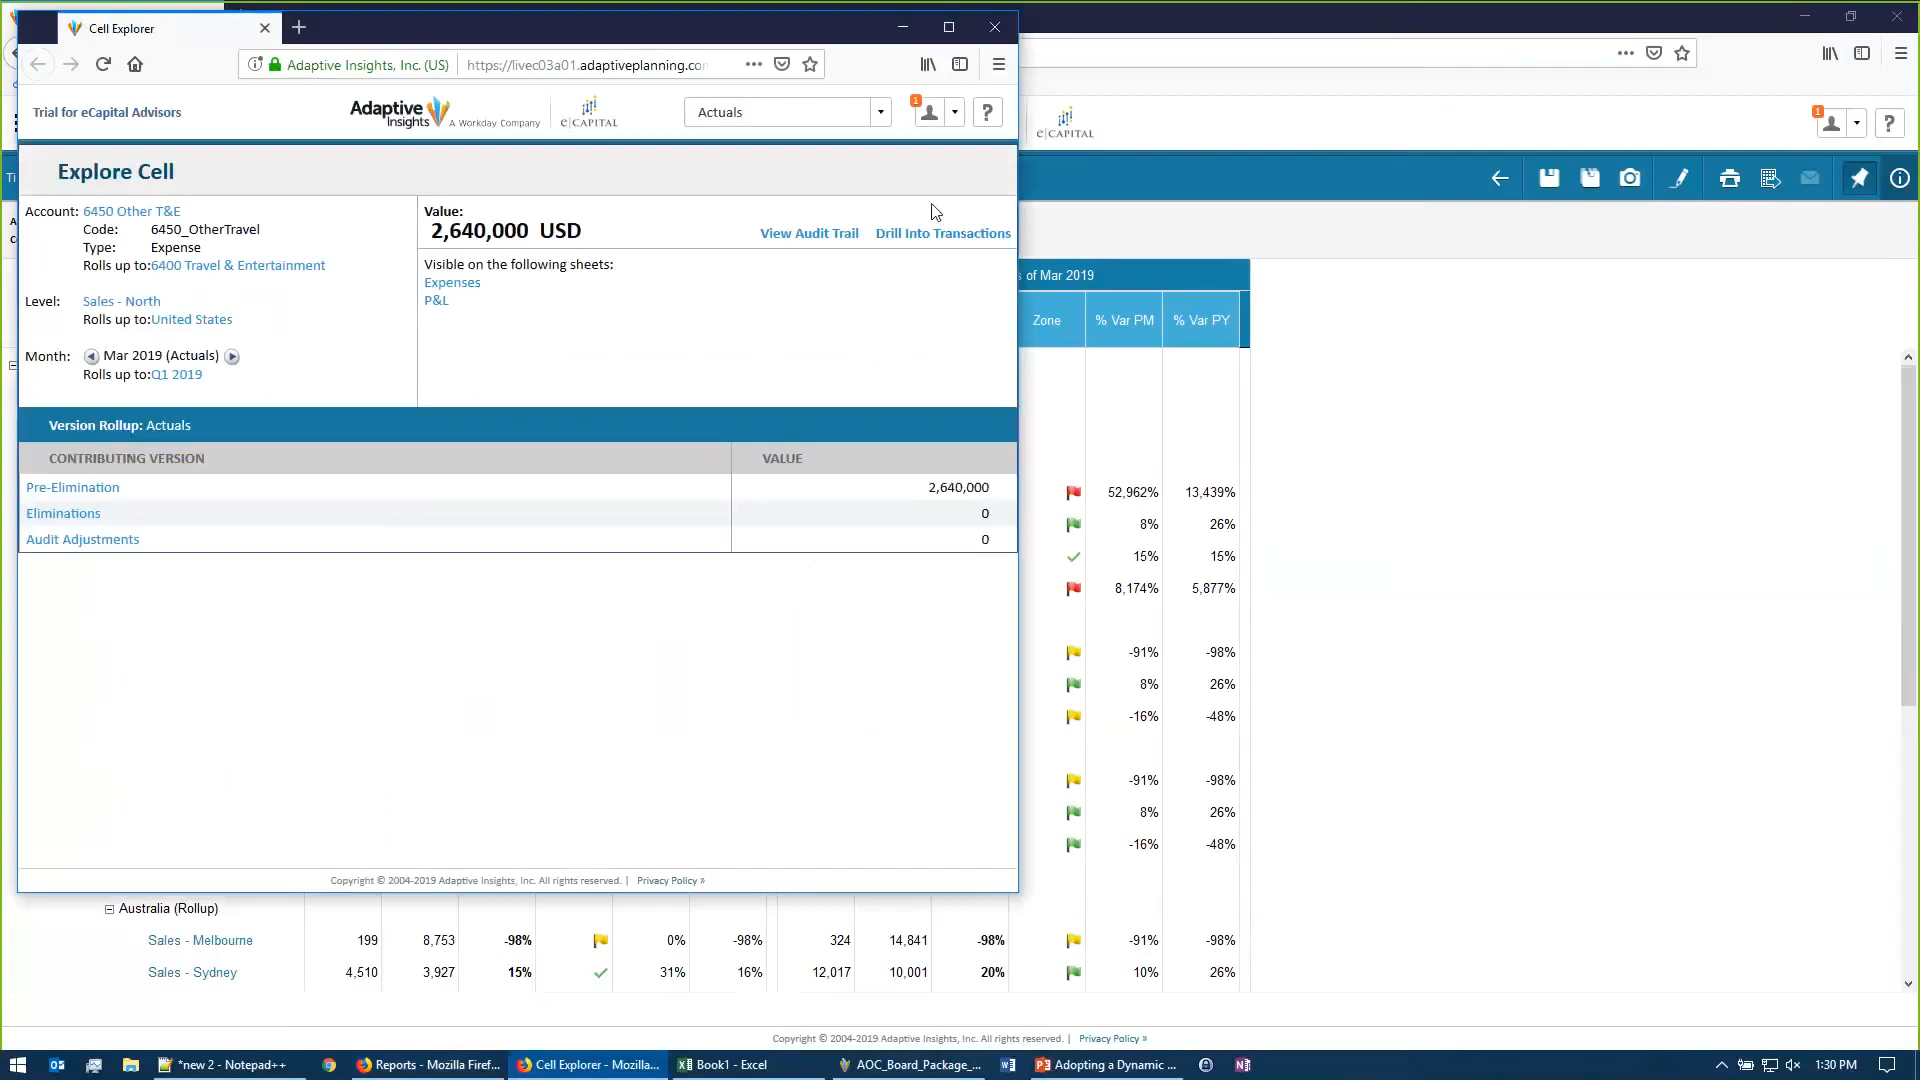 Cell Explorer
Adaptive Insights, Inc. (US)
https://livec03a01.adaptiveplanning.co
Trial for eCapital Advisors
Adaptive Insights A Workday Company
e|CAPITAL
Actuals
1
?
e|CAPITAL
1
?
Explore Cell
Ti
Account: 6450 Other T&E
Code: 6450_OtherTravel
Type: Expense
Rolls up to:6400 Travel & Entertainment
Level: Sales - North
Rolls up to:United States
Month: Mar 2019 (Actuals)
Rolls up to:Q1 2019
Value:
2,640,000 USD
View Audit Trail Drill Into Transactions
Visible on the following sheets:
Expenses
P&L
Version Rollup: Actuals
CONTRIBUTING VERSION VALUE
Pre-Elimination 2,640,000
Eliminations 0
Audit Adjustments 0
Copyright © 2004-2019 Adaptive Insights, Inc. All rights reserved. | Privacy Policy »
of Mar 2019
Zone % Var PM % Var PY
52,962% 13,439%
8% 26%
15% 15%
8,174% 5,877%
-91% -98%
8% 26%
-16% -48%
-91% -98%
8% 26%
-16% -48%
Australia (Rollup)
Sales - Melbourne 199 8,753 -98% 0% -98% 324 14,841 -98% -91% -98%
Sales - Sydney 4,510 3,927 15% 31% 16% 12,017 10,001 20% 10% 26%
Copyright © 2004-2019 Adaptive Insights, Inc. All rights reserved. | Privacy Policy »
*new 2 - Notepad++
Reports - Mozilla Firef...
Cell Explorer - Mozilla...
Book1 - Excel
AOC_Board_Package_...
Adopting a Dynamic ...
1:30 PM